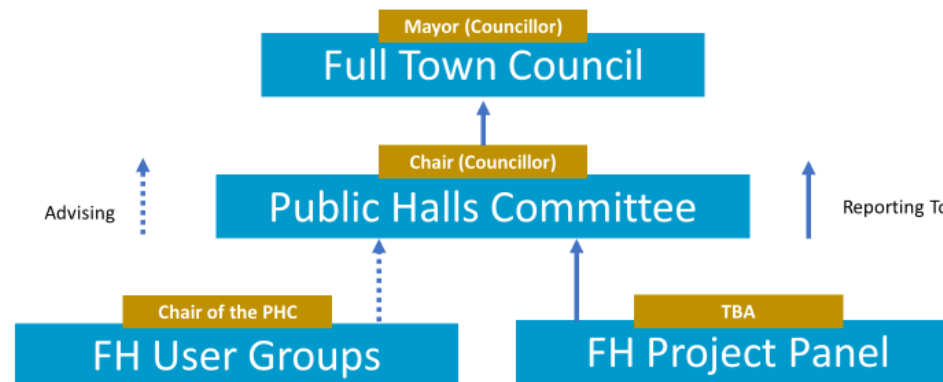 Mayor (Councillor)
Full Town Council
Chair (Councillor)
Public Halls Committee
Advising
Reporting To
Chair of the PHC
FH User Groups
TBA
FH Project Panel